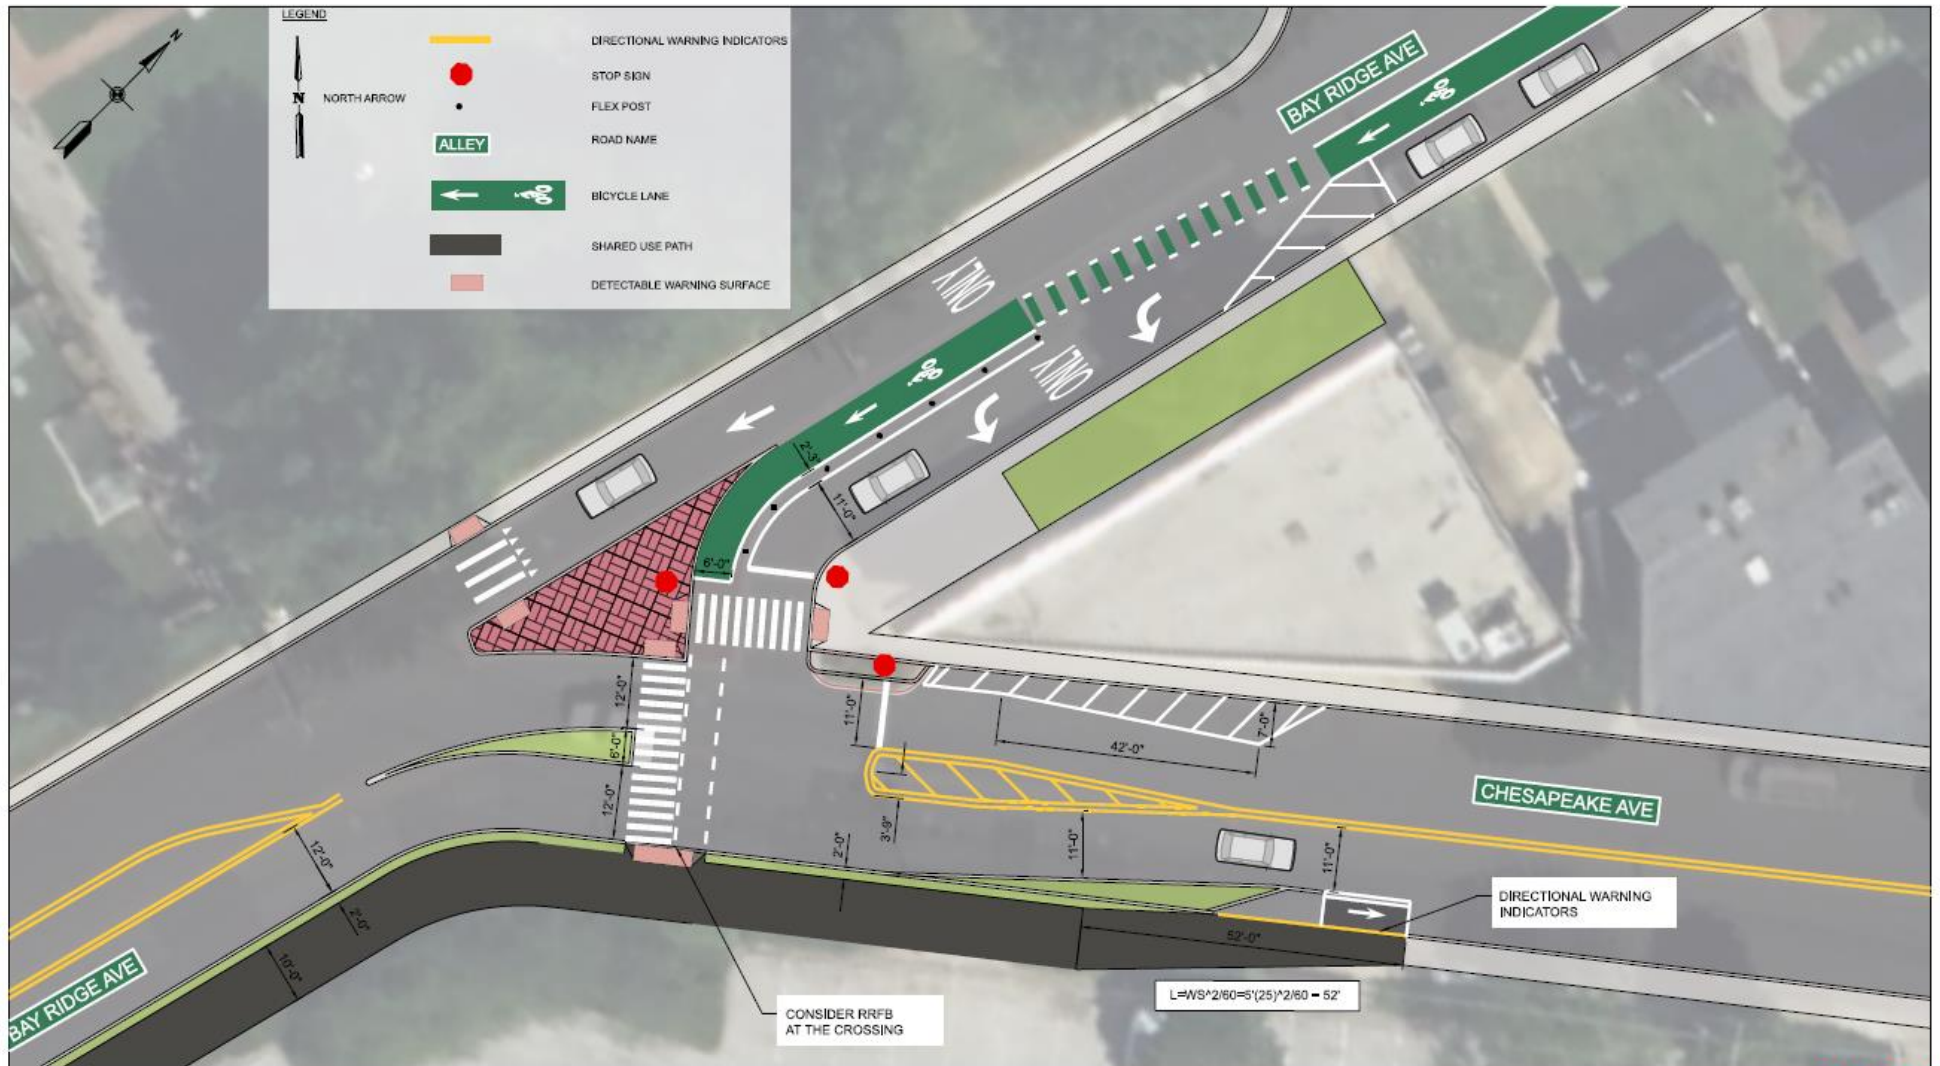 LEGEND
N
NORTH ARROW
DIRECTIONAL WARNING INDICATORS
STOP SIGN
FLEX POST
ALLEY
ROAD NAME
BICYCLE LANE
SHARED USE PATH
DETECTABLE WARNING SURFACE
N
BAY RIDGE AVE
ONLY
ONLY
2'-3"
11'-0"
6'-0"
12'-0"
6'-0"
12'-0"
11'-0"
42'-0"
7'-0"
CHESAPEAKE AVE
3'-9"
2'-0"
11'-0"
11'-0"
12'-0"
2'-0"
10'-0"
BAY RIDGE AVE
DIRECTIONAL WARNING
INDICATORS
52'-0"
L=WS^2/60=5'(25)^2/60 = 52'
CONSIDER RRFB
AT THE CROSSING